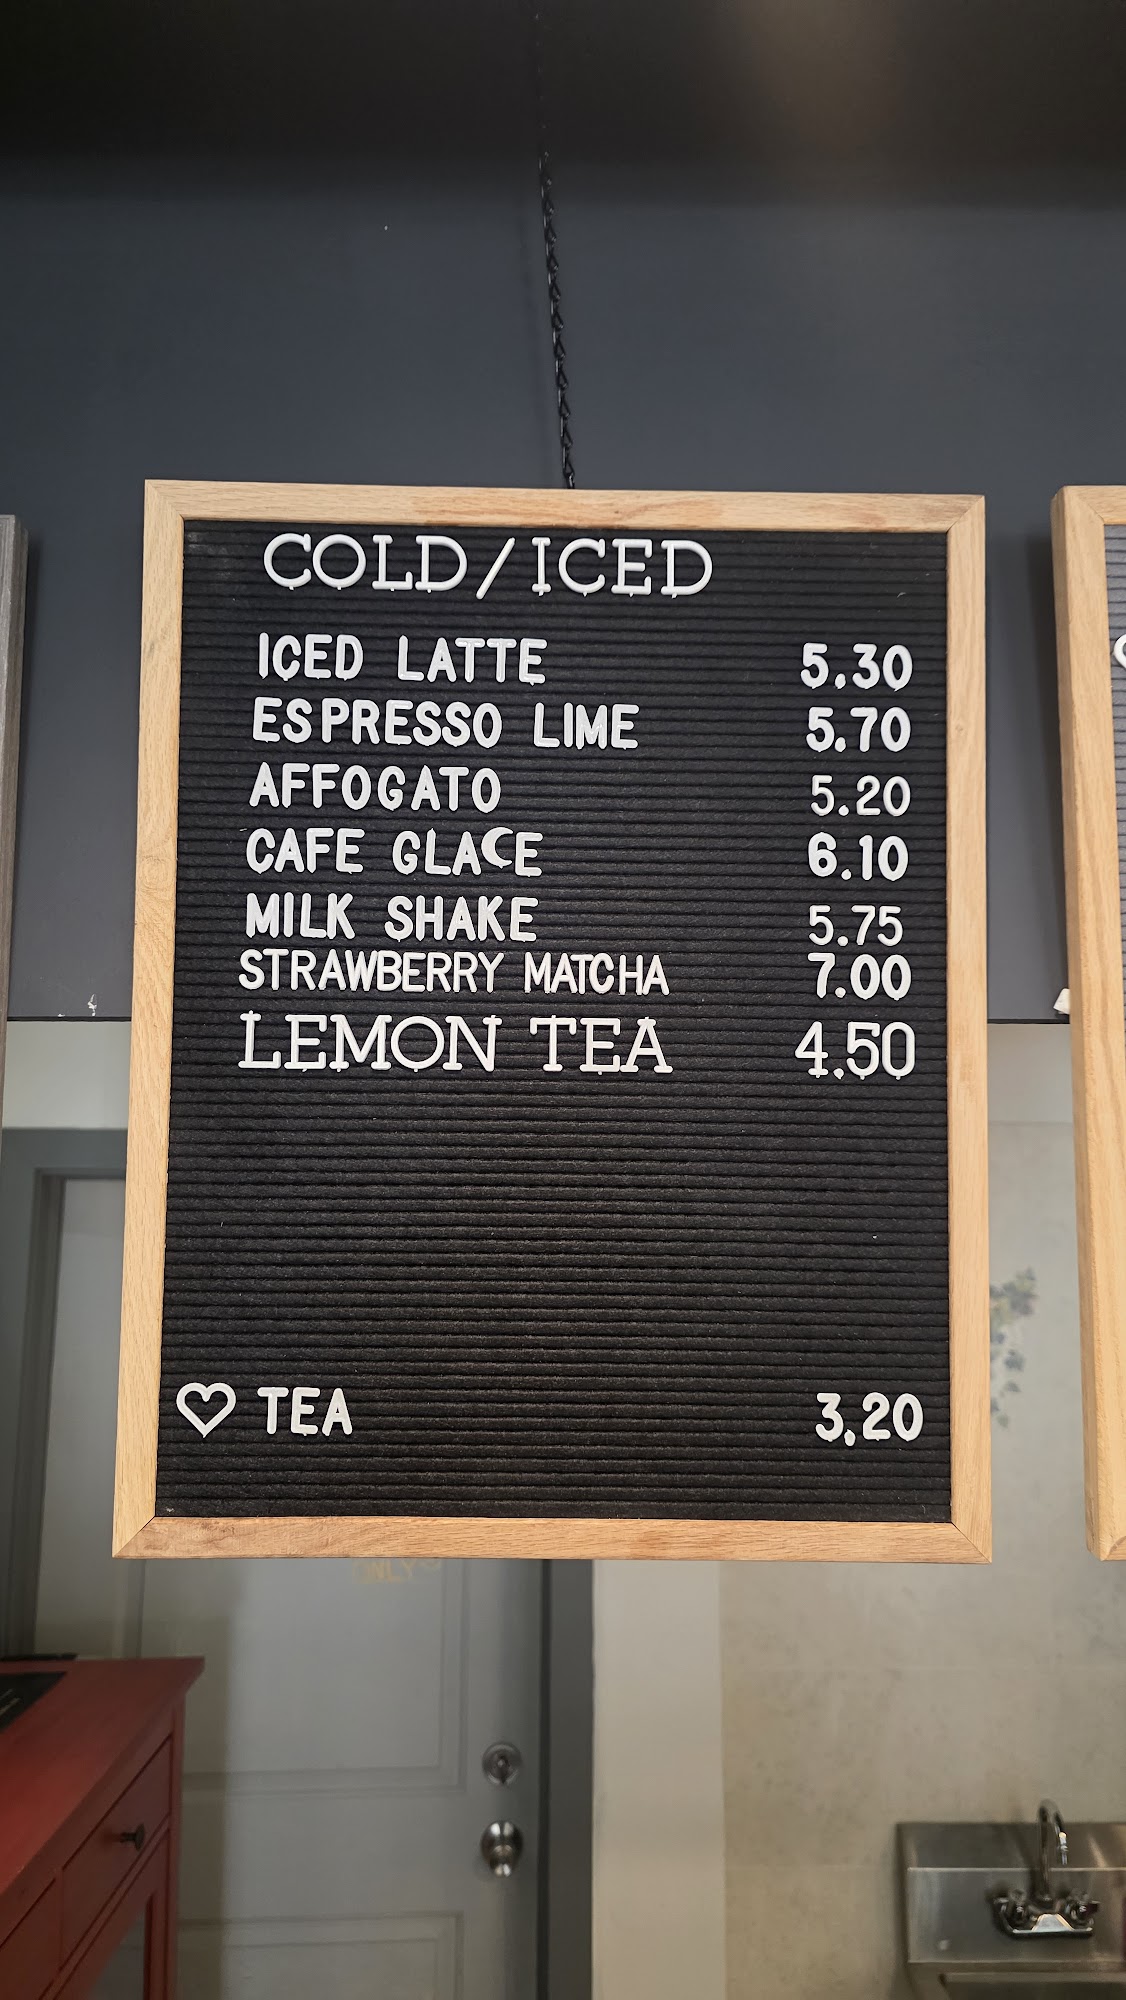 COLD/ICED
ICED LATTE 5.30
ESPRESSO LIME 5.70
AFFOGATO 5.20
CAFE GLACE 6.10
MILK SHAKE 5.75
STRAWBERRY MATCHA 7.00
LEMON TEA 4.50
♡ TEA 3.20
ONLY